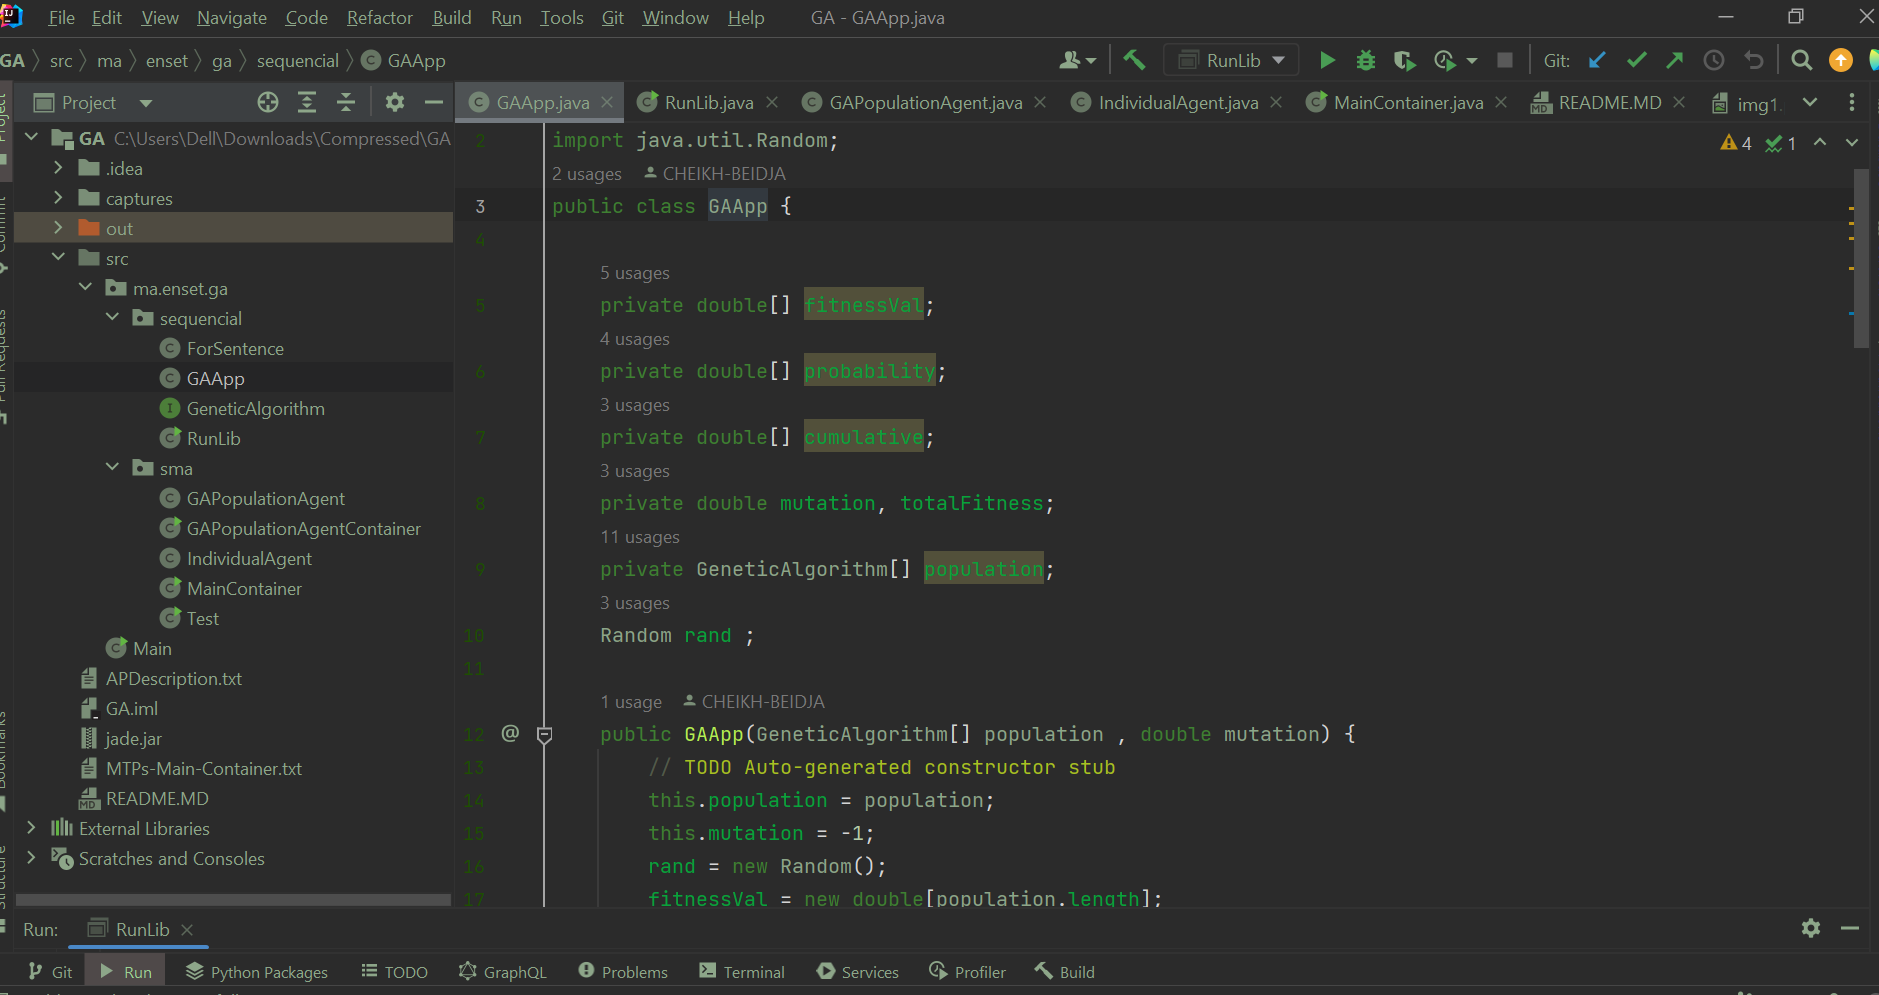 File Edit View Navigate Code Refactor Build Run Tools Git Window Help GA - GAApp.java
GA src ma enset ga sequencial GAApp
RunLib Git:
Project
GAApp.java RunLib.java GAPopulationAgent.java IndividualAgent.java MainContainer.java README.MD img1.
GA C:\Users\Dell\Downloads\Compressed\GA
.idea
captures
out
src
ma.enset.ga
sequencial
ForSentence
GAApp
GeneticAlgorithm
RunLib
sma
GAPopulationAgent
GAPopulationAgentContainer
IndividualAgent
MainContainer
Test
Main
APDescription.txt
GA.iml
jade.jar
MTPs-Main-Container.txt
README.MD
External Libraries
Scratches and Consoles
Project
Commit
Pull Requests
Bookmarks
Structure
4 1
2 import java.util.Random;
2 usages CHEIKH-BEIDJA
3 public class GAApp {
4
5 usages
5 private double[] fitnessVal;
4 usages
6 private double[] probability;
3 usages
7 private double[] cumulative;
3 usages
8 private double mutation, totalFitness;
11 usages
9 private GeneticAlgorithm[] population;
3 usages
10 Random rand ;
11
1 usage CHEIKH-BEIDJA
12 @ public GAApp(GeneticAlgorithm[] population , double mutation) {
13 // TODO Auto-generated constructor stub
14 this.population = population;
15 this.mutation = -1;
16 rand = new Random();
17 fitnessVal = new double[population.length];
Run: RunLib
Git Run Python Packages TODO GraphQL Problems Terminal Services Profiler Build